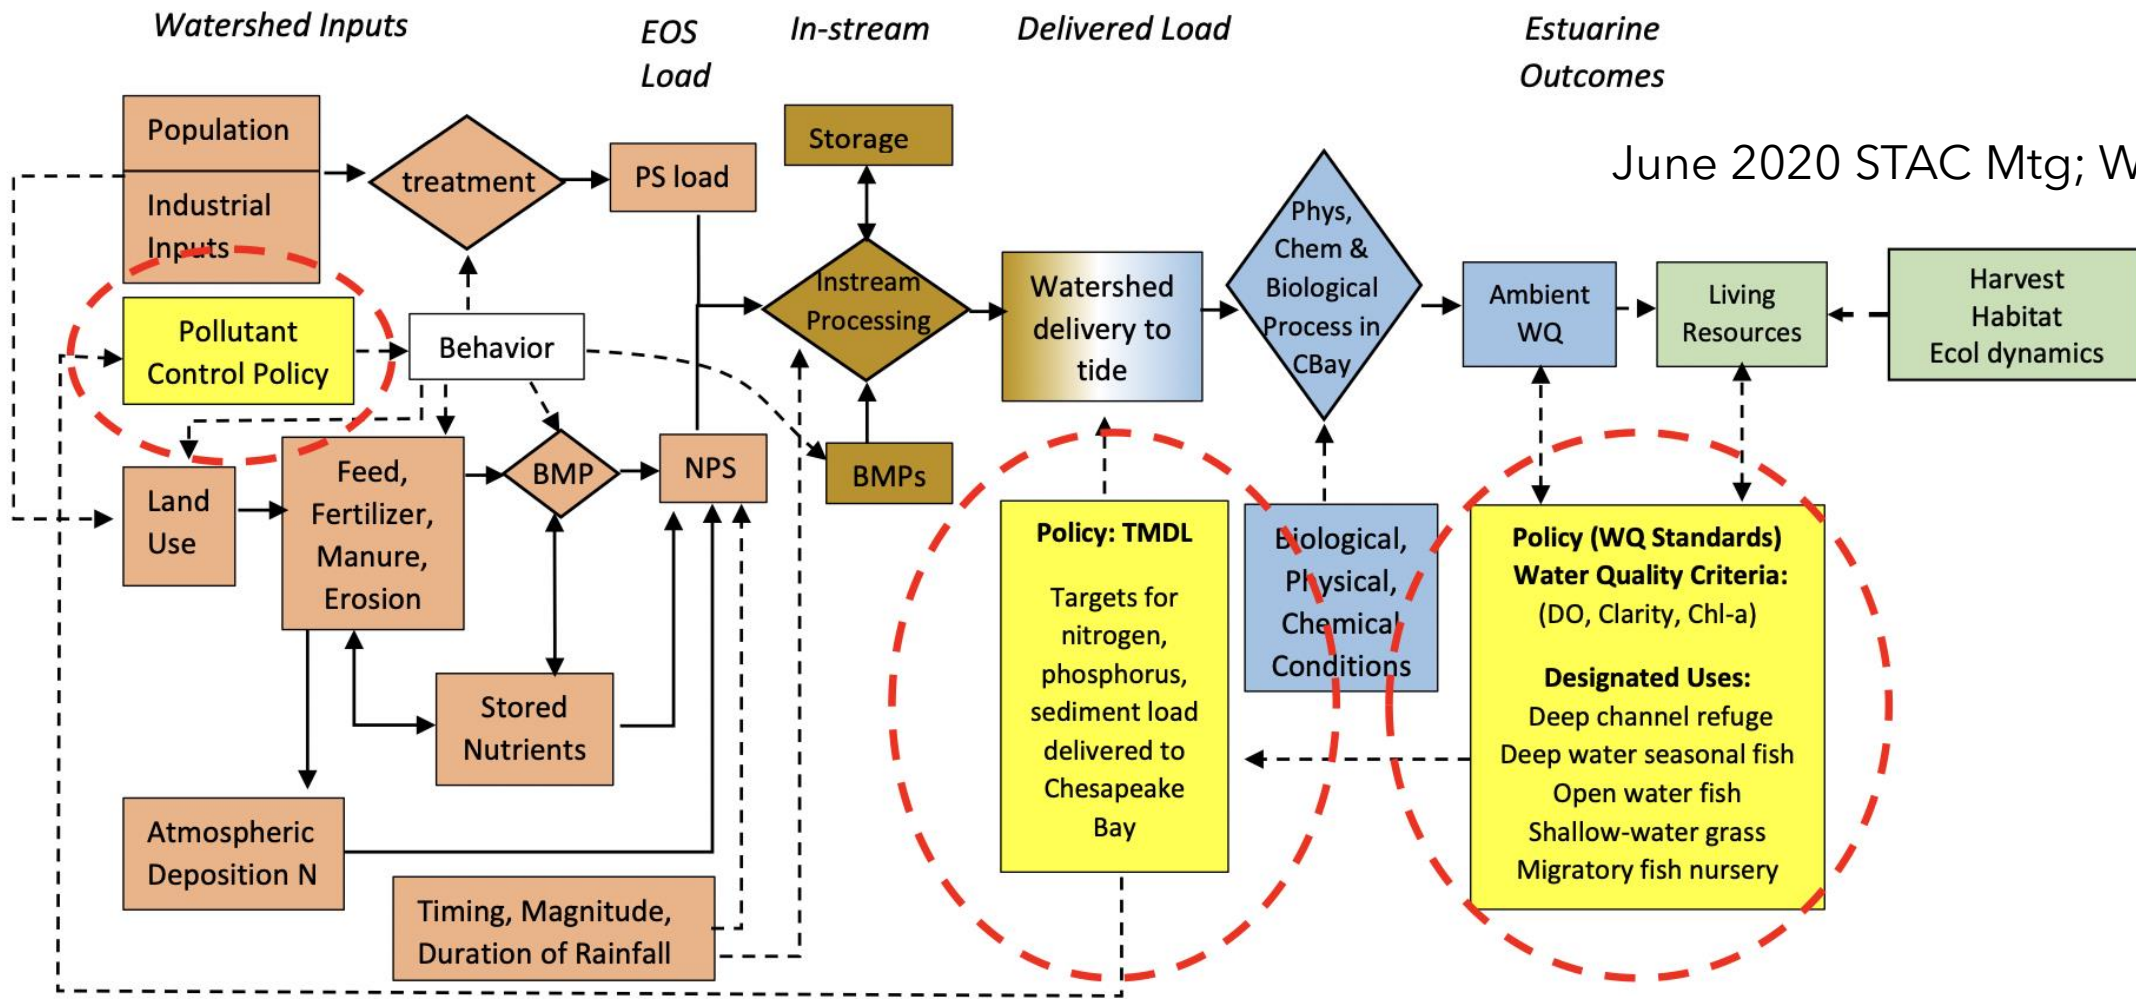 Watershed Inputs
EOS
Load
In-stream
Delivered Load
Estuarine
Outcomes
June 2020 STAC Mtg; W
Population
Industrial
Inputs
treatment
PS load
Storage
Instream
Processing
Watershed
delivery to
tide
Phys,
Chem &
Biological
Process in
CBay
Ambient
WQ
Living
Resources
Harvest
Habitat
Ecol dynamics
Pollutant
Control Policy
Behavior
Land
Use
Feed,
Fertilizer,
Manure,
Erosion
BMP
NPS
BMPs
Stored
Nutrients
Atmospheric
Deposition N
Timing, Magnitude,
Duration of Rainfall
Policy: TMDL
Targets for
nitrogen,
phosphorus,
sediment load
delivered to
Chesapeake
Bay
Biological,
Physical,
Chemical
Conditions
Policy (WQ Standards)
Water Quality Criteria:
(DO, Clarity, Chl-a)
Designated Uses:
Deep channel refuge
Deep water seasonal fish
Open water fish
Shallow-water grass
Migratory fish nursery